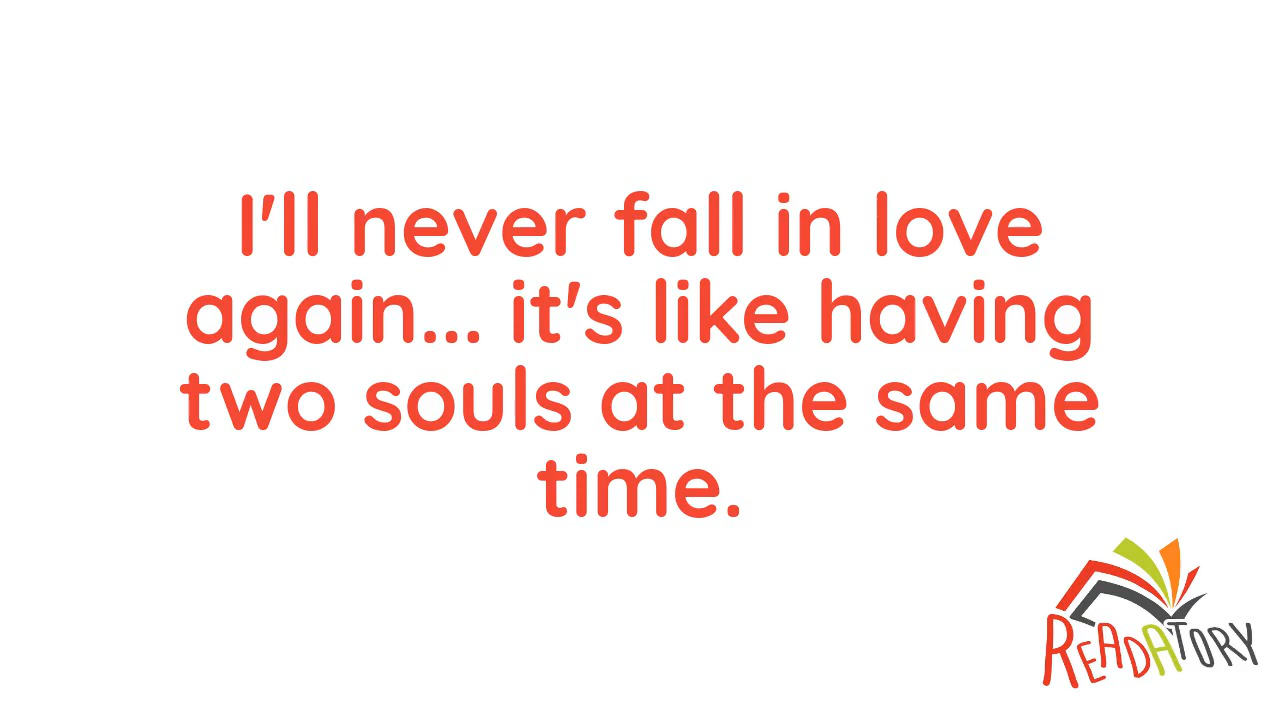 I'll never fall in love
again... it's like having
two souls at the same
time.
READATORY